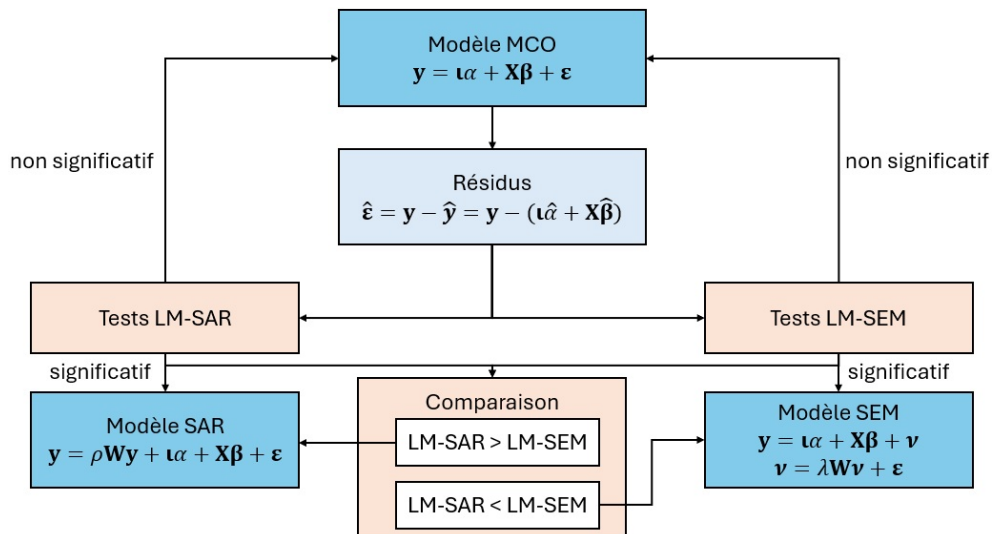 Modèle MCO
𝐲 = 𝛊𝛼 + 𝐗𝛃 + 𝛆
non significatif
non significatif
Résidus
𝛆̂ = 𝐲 − 𝒚̂ = 𝐲 − (𝛊𝛼̂ + 𝐗𝛃̂)
Tests LM-SAR
Tests LM-SEM
significatif
significatif
Modèle SAR
𝐲 = 𝜌𝐖𝐲 + 𝛊𝛼 + 𝐗𝛃 + 𝛆
Comparaison
LM-SAR > LM-SEM
LM-SAR < LM-SEM
Modèle SEM
𝐲 = 𝛊𝛼 + 𝐗𝛃 + 𝝂
𝝂 = 𝜆𝐖𝝂 + 𝛆